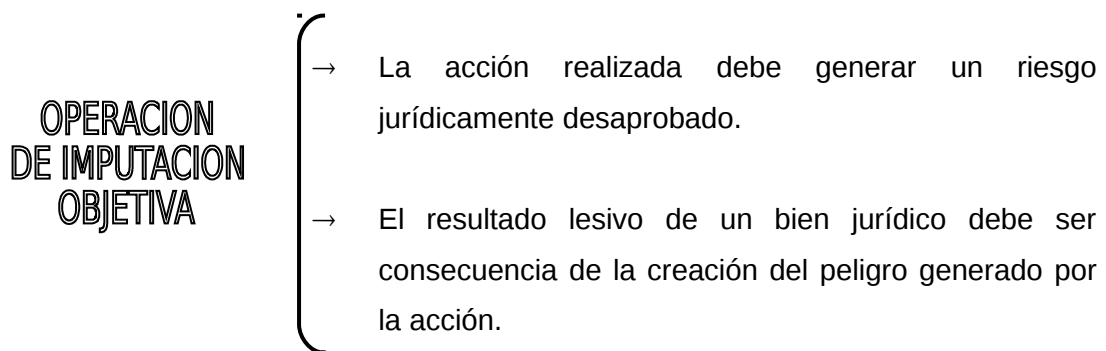 OPERACION
DE IMPUTACION
OBJETIVA
→ La acción realizada debe generar un riesgo
jurídicamente desaprobado.
→ El resultado lesivo de un bien jurídico debe ser
consecuencia de la creación del peligro generado por
la acción.